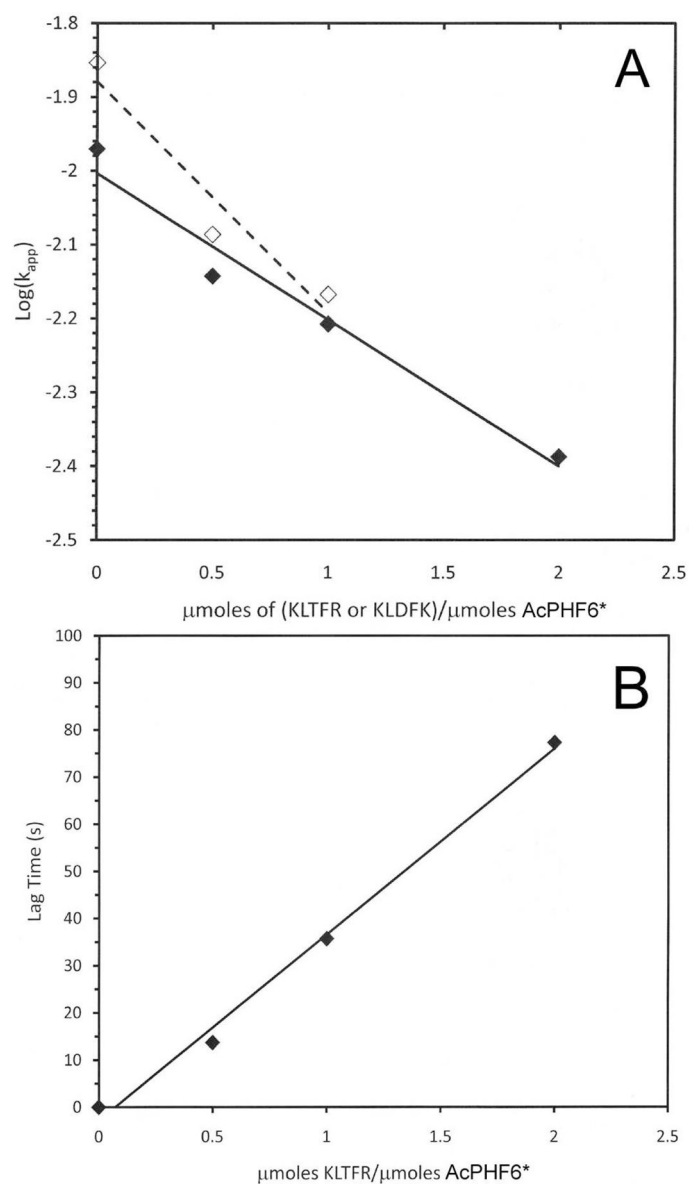 A
-1.8
-1.9
-2
-2.1
-2.2
-2.3
-2.4
-2.5
Log(kapp)
0 0.5 1 1.5 2 2.5
μmoles of (KLTFR or KLDFK)/μmoles AcPHF6*
B
100
90
80
70
60
50
40
30
20
10
0
Lag Time (s)
0 0.5 1 1.5 2 2.5
μmoles KLTFR/μmoles AcPHF6*